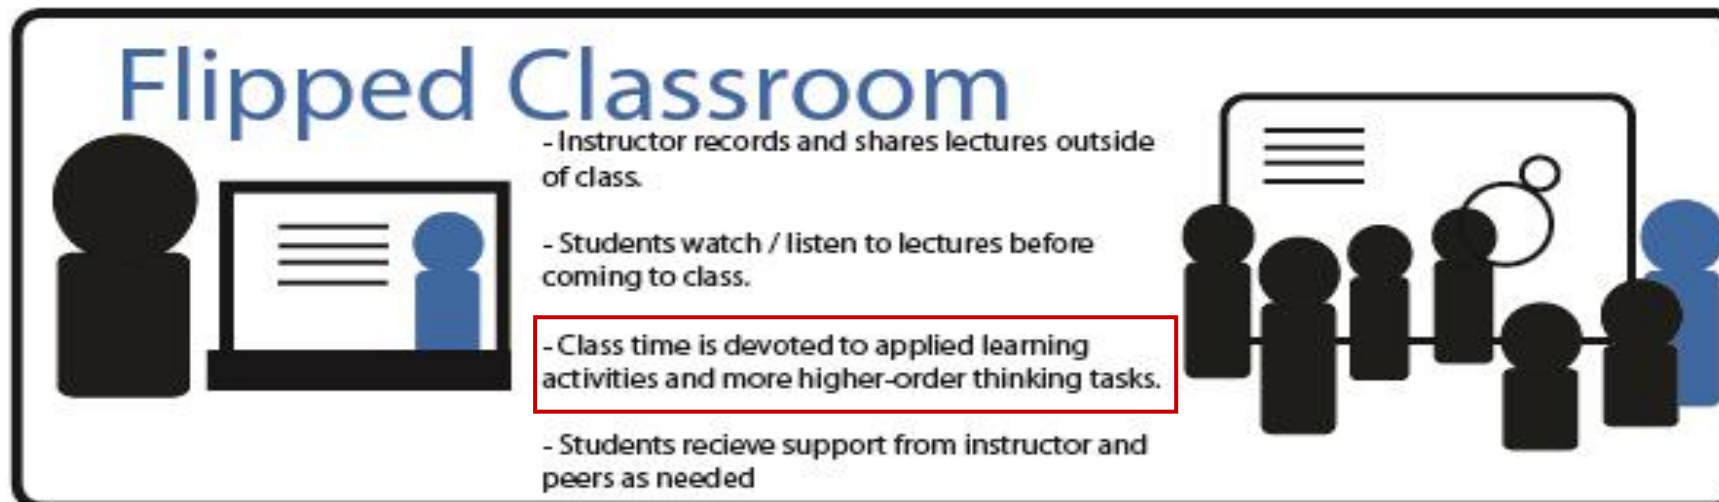 Flipped Classroom
- Instructor records and shares lectures outside
of class.
- Students watch / listen to lectures before
coming to class.
- Class time is devoted to applied learning
activities and more higher-order thinking tasks.
- Students recieve support from instructor and
peers as needed